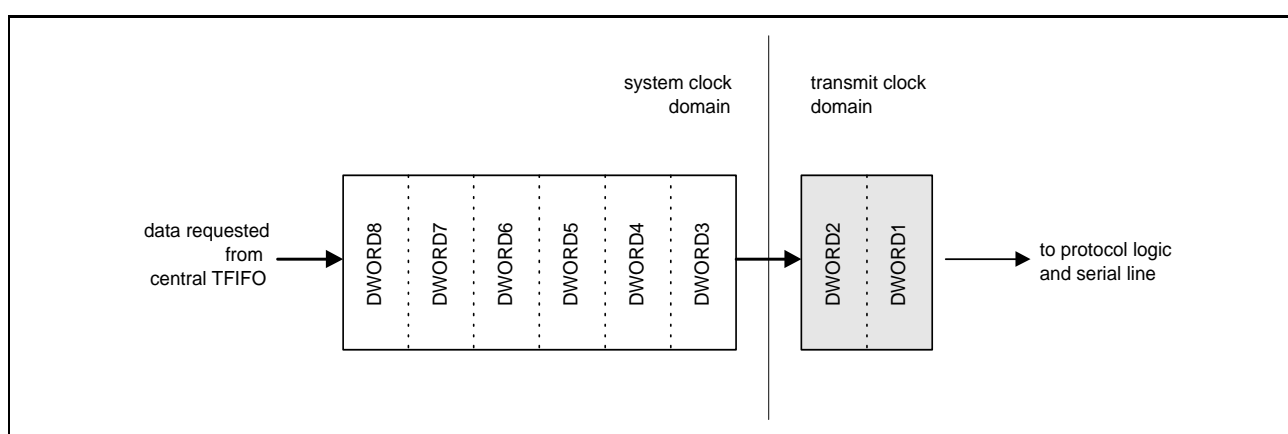 system clock
domain
transmit clock
domain
data requested
from
central TFIFO
DWORD8
DWORD7
DWORD6
DWORD5
DWORD4
DWORD3
DWORD2
DWORD1
to protocol logic
and serial line